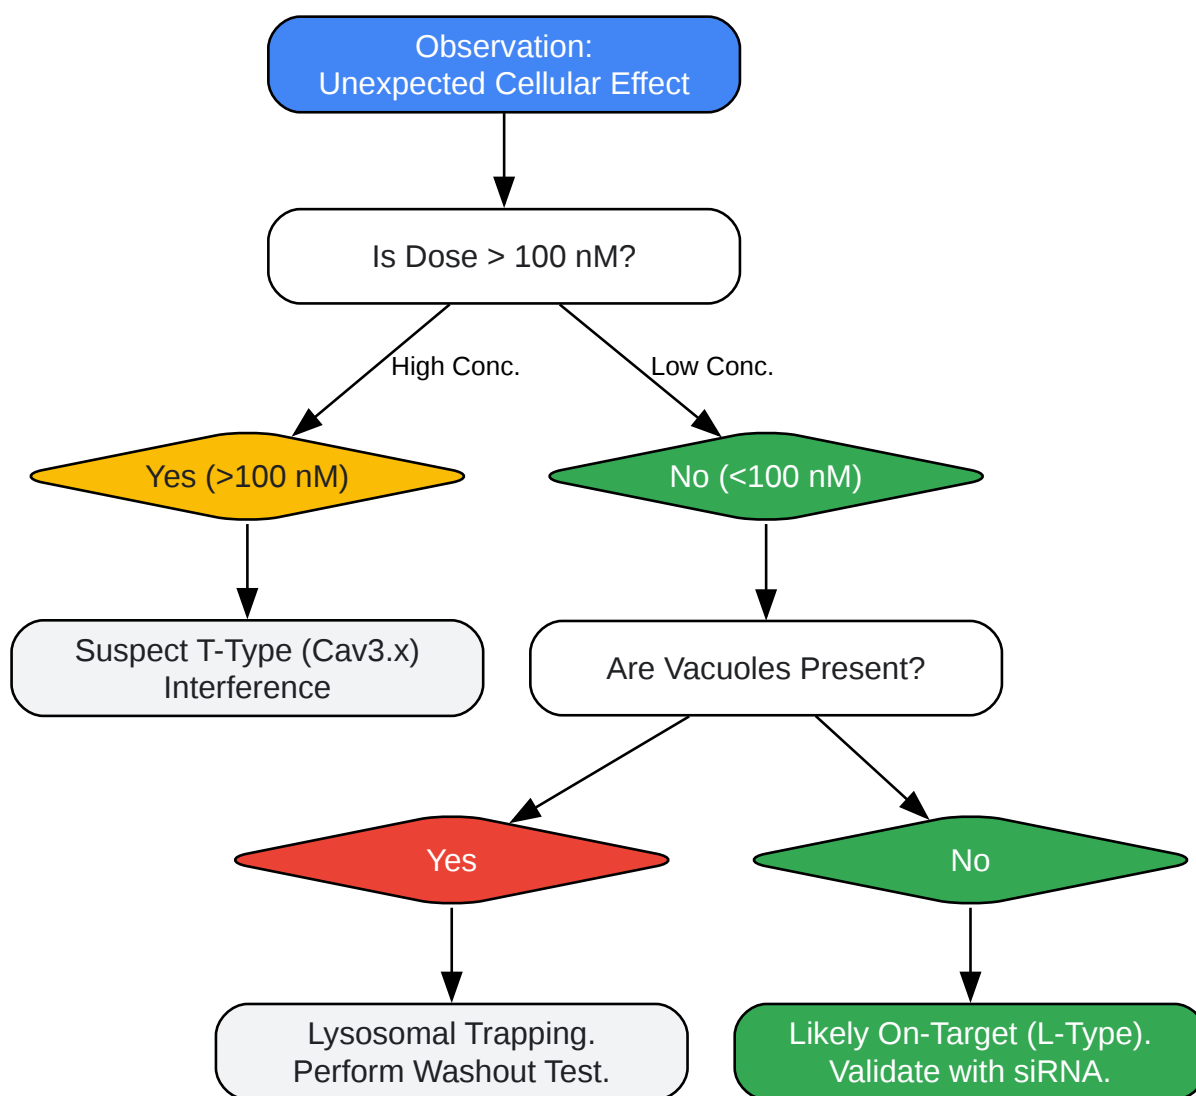 Observation:
Unexpected Cellular Effect
Is Dose > 100 nM?
High Conc.
Low Conc.
Yes (>100 nM)
No (<100 nM)
Suspect T-Type (Cav3.x)
Interference
Are Vacuoles Present?
Yes
No
Lysosomal Trapping.
Perform Washout Test.
Likely On-Target (L-Type).
Validate with siRNA.